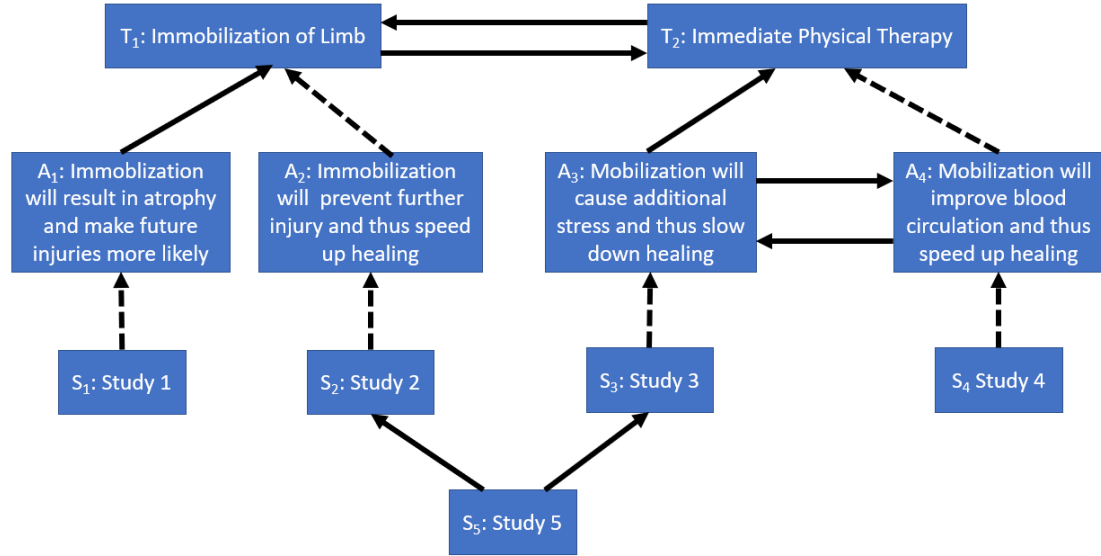 T₁: Immobilization of Limb
T₂: Immediate Physical Therapy
A₁: Immoblization
will result in atrophy
and make future
injuries more likely
A₂: Immobilization
will prevent further
injury and thus speed
up healing
A₃: Mobilization will
cause additional
stress and thus slow
down healing
A₄: Mobilization will
improve blood
circulation and thus
speed up healing
S₁: Study 1
S₂: Study 2
S₃: Study 3
S₄ Study 4
S₅: Study 5